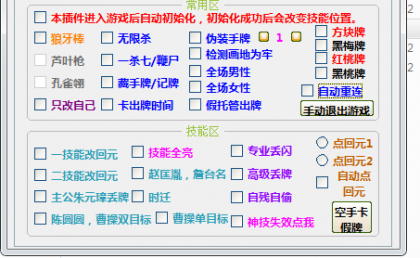 常用区
本插件进入游戏后自动初始化，初始化成功后会改变技能位置。
狼牙棒 无限杀 伪装手牌 1 方块牌
黑梅牌
芦叶枪 一杀七/鞭尸 检测画地为车 红桃牌
孔雀翎 藏手牌/记牌 全场男性 黑桃牌
全场女性 自动重连
只改自己 卡出牌时间 假托管出牌 手动退出游戏
技能区
一技能改回元 技能全亮 专业丢闪 点回元1
点回元2
二技能改回元 赵匡胤，詹台名 高级丢牌 自动点回元
主公朱元璋丢牌 时迁 自残自偷
陈圆圆，曹操双目标 曹操单目标 神技失效点我 空手卡假牌
2
2
2